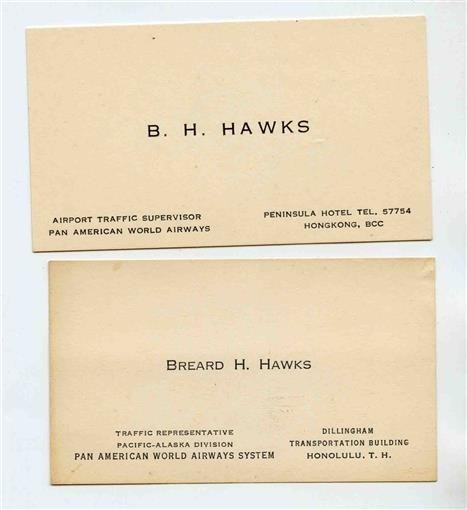 B. H. HAWKS
AIRPORT TRAFFIC SUPERVISOR
PAN AMERICAN WORLD AIRWAYS
PENINSULA HOTEL TEL, 57754
HONGKONG, BCC
BREARD H. HAWKS
TRAFFIC REPRESENTATIVE
PACIFIC-ALASKA DIVISION
PAN AMERICAN WORLD AIRWAYS SYSTEM
DILLINGHAM
TRANSPORTATION BUILDING
HONOLULU, T. H.